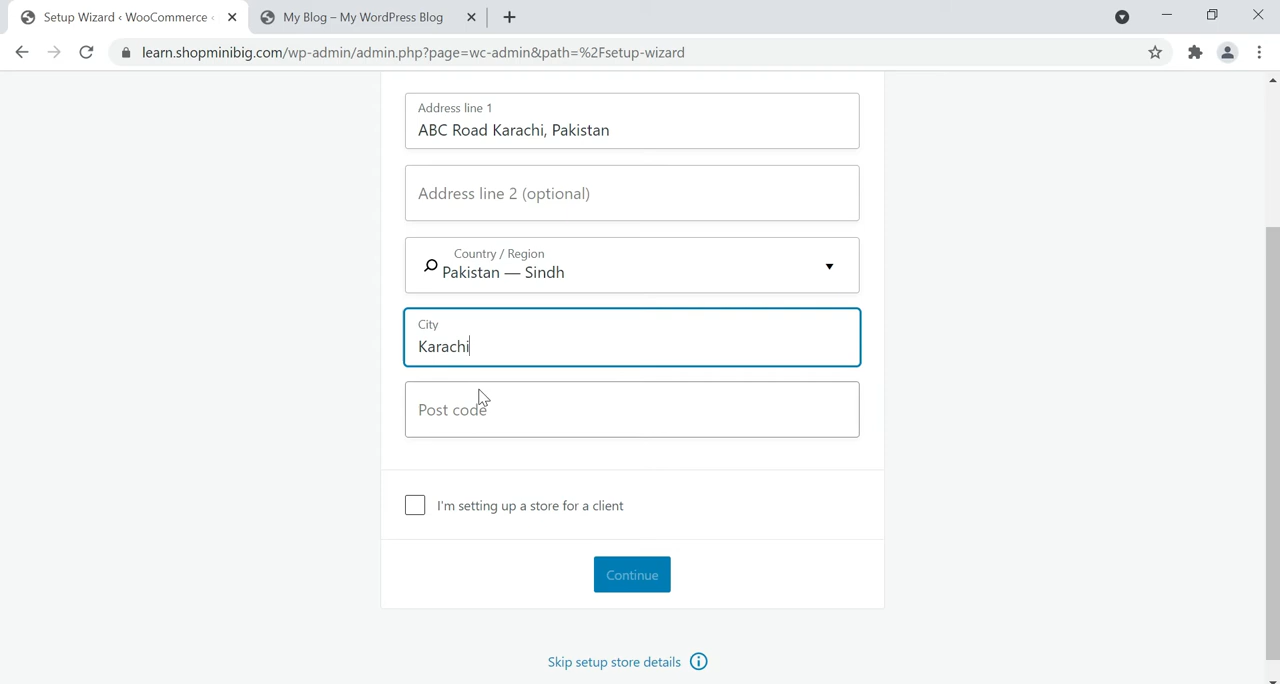 Setup Wizard ‹ WooCommerce ‹
My Blog – My WordPress Blog
learn.shopminibig.com/wp-admin/admin.php?page=wc-admin&path=%2Fsetup-wizard
Address line 1
ABC Road Karachi, Pakistan
Address line 2 (optional)
Country / Region
Pakistan — Sindh
City
Karachi
Post code
I'm setting up a store for a client
Continue
Skip setup store details